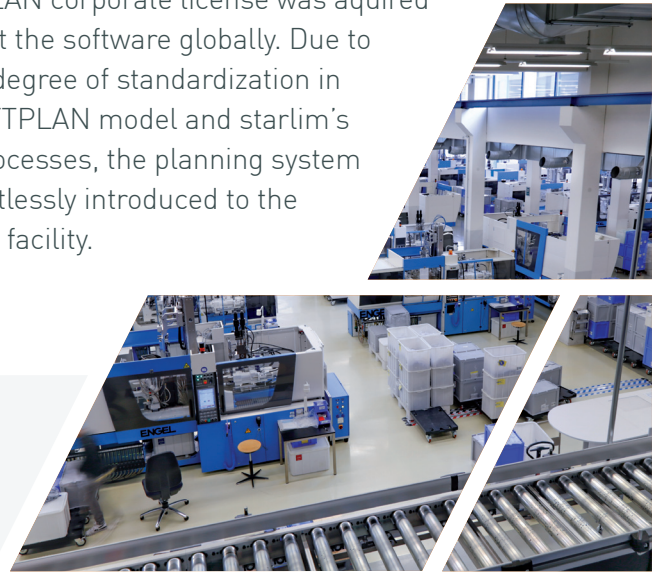 LAN corporate license was aquired
t the software globally. Due to
degree of standardization in
TPLAN model and starlim's
ocesses, the planning system
tlessly introduced to the
facility.
ENGEL
ENGEL